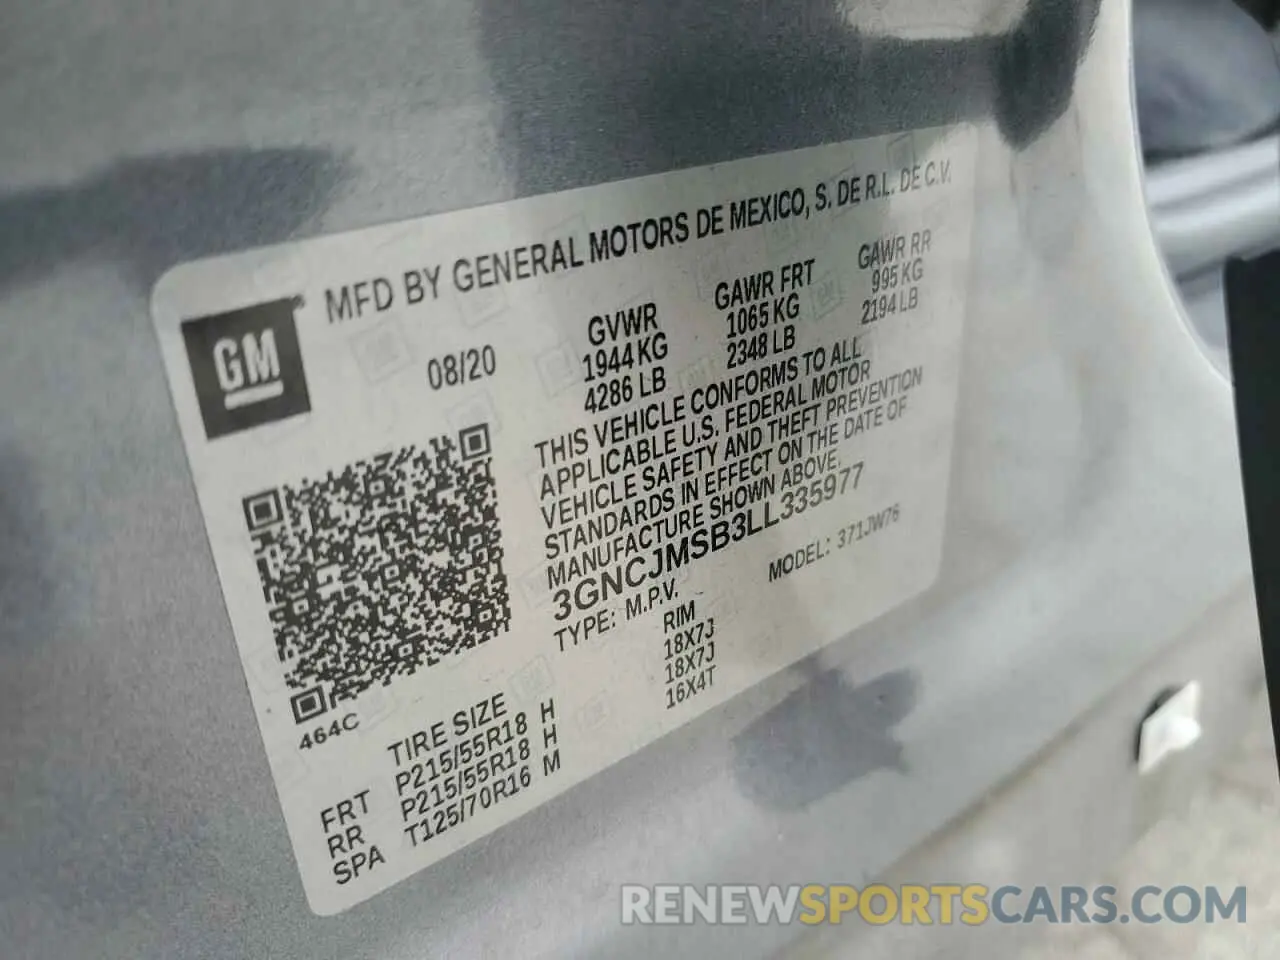 MFD BY GENERAL MOTORS DE MEXICO, S. DE R.L. DE C.V.
GM
08/20
GVWR
1944 KG
4286 LB
GAWR FRT
1065 KG
2348 LB
GAWR RR
995 KG
2194 LB
THIS VEHICLE CONFORMS TO ALL
APPLICABLE U.S. FEDERAL MOTOR
VEHICLE SAFETY AND THEFT PREVENTION
STANDARDS IN EFFECT ON THE DATE OF
MANUFACTURE SHOWN ABOVE.
3GNCJMSB3LL335977
TYPE: M.P.V.
MODEL: 371JW76
464C
TIRE SIZE RIM
FRT P215/55R18 H 18X7J
RR P215/55R18 H 18X7J
SPA T125/70R16 M 16X4T
RENEWSPORTSCARS.COM